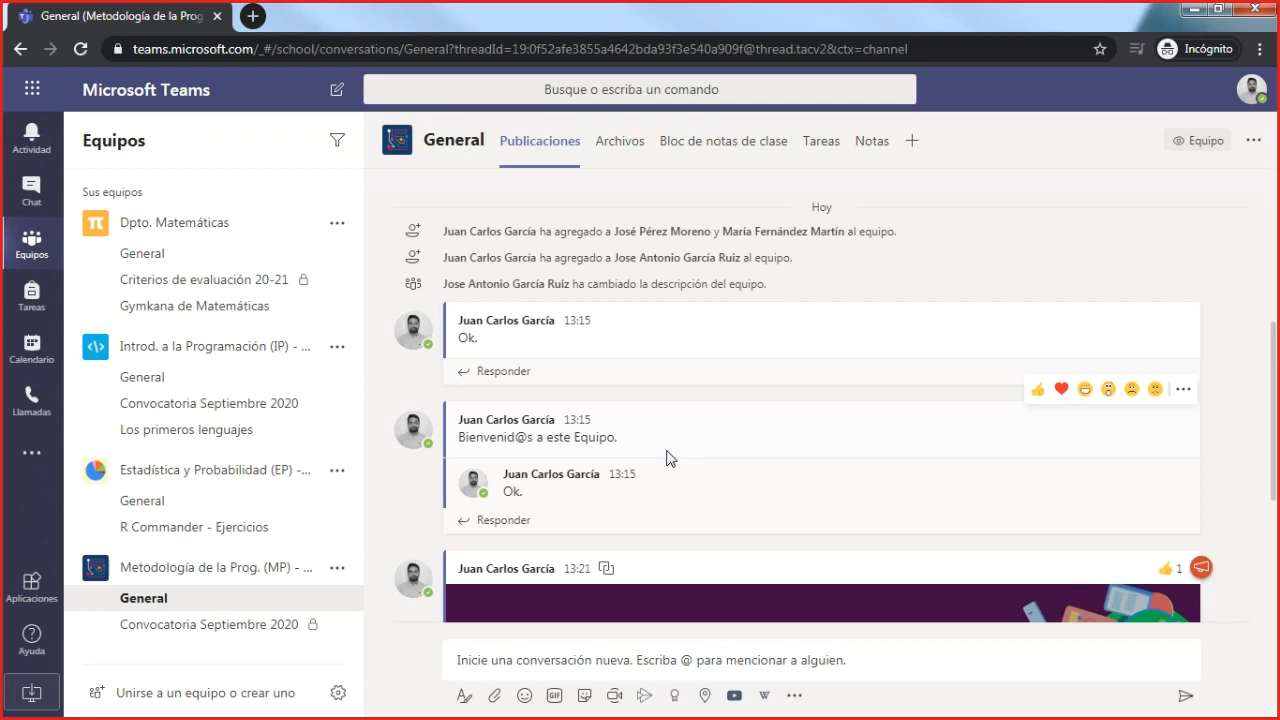 General (Metodología de la Prog
teams.microsoft.com/_#/school/conversations/General?threadId=19:0f52afe3855a4642bda93f3e540a909f@thread.tacv2&ctx=channel
Incógnito
Microsoft Teams
Busque o escriba un comando
Actividad
Chat
Equipos
Tareas
Calendario
Llamadas
Aplicaciones
Ayuda
Equipos
Sus equipos
π
Dpto. Matemáticas
General
Criterios de evaluación 20-21
Gymkana de Matemáticas
</>
Introd. a la Programación (IP) - ...
General
Convocatoria Septiembre 2020
Los primeros lenguajes
Estadística y Probabilidad (EP) -...
General
R Commander - Ejercicios
Metodología de la Prog. (MP) - ...
General
Convocatoria Septiembre 2020
Unirse a un equipo o crear uno
General Publicaciones Archivos Bloc de notas de clase Tareas Notas
Equipo
Hoy
Juan Carlos García ha agregado a José Pérez Moreno y María Fernández Martín al equipo.
Juan Carlos García ha agregado a Jose Antonio García Ruiz al equipo.
Jose Antonio García Ruiz ha cambiado la descripción del equipo.
Juan Carlos García 13:15
Ok.
Responder
Juan Carlos García 13:15
Bienvenid@s a este Equipo.
Juan Carlos García 13:15
Ok.
Responder
Juan Carlos García 13:21
1
Inicie una conversación nueva. Escriba @ para mencionar a alguien.
GIF
W